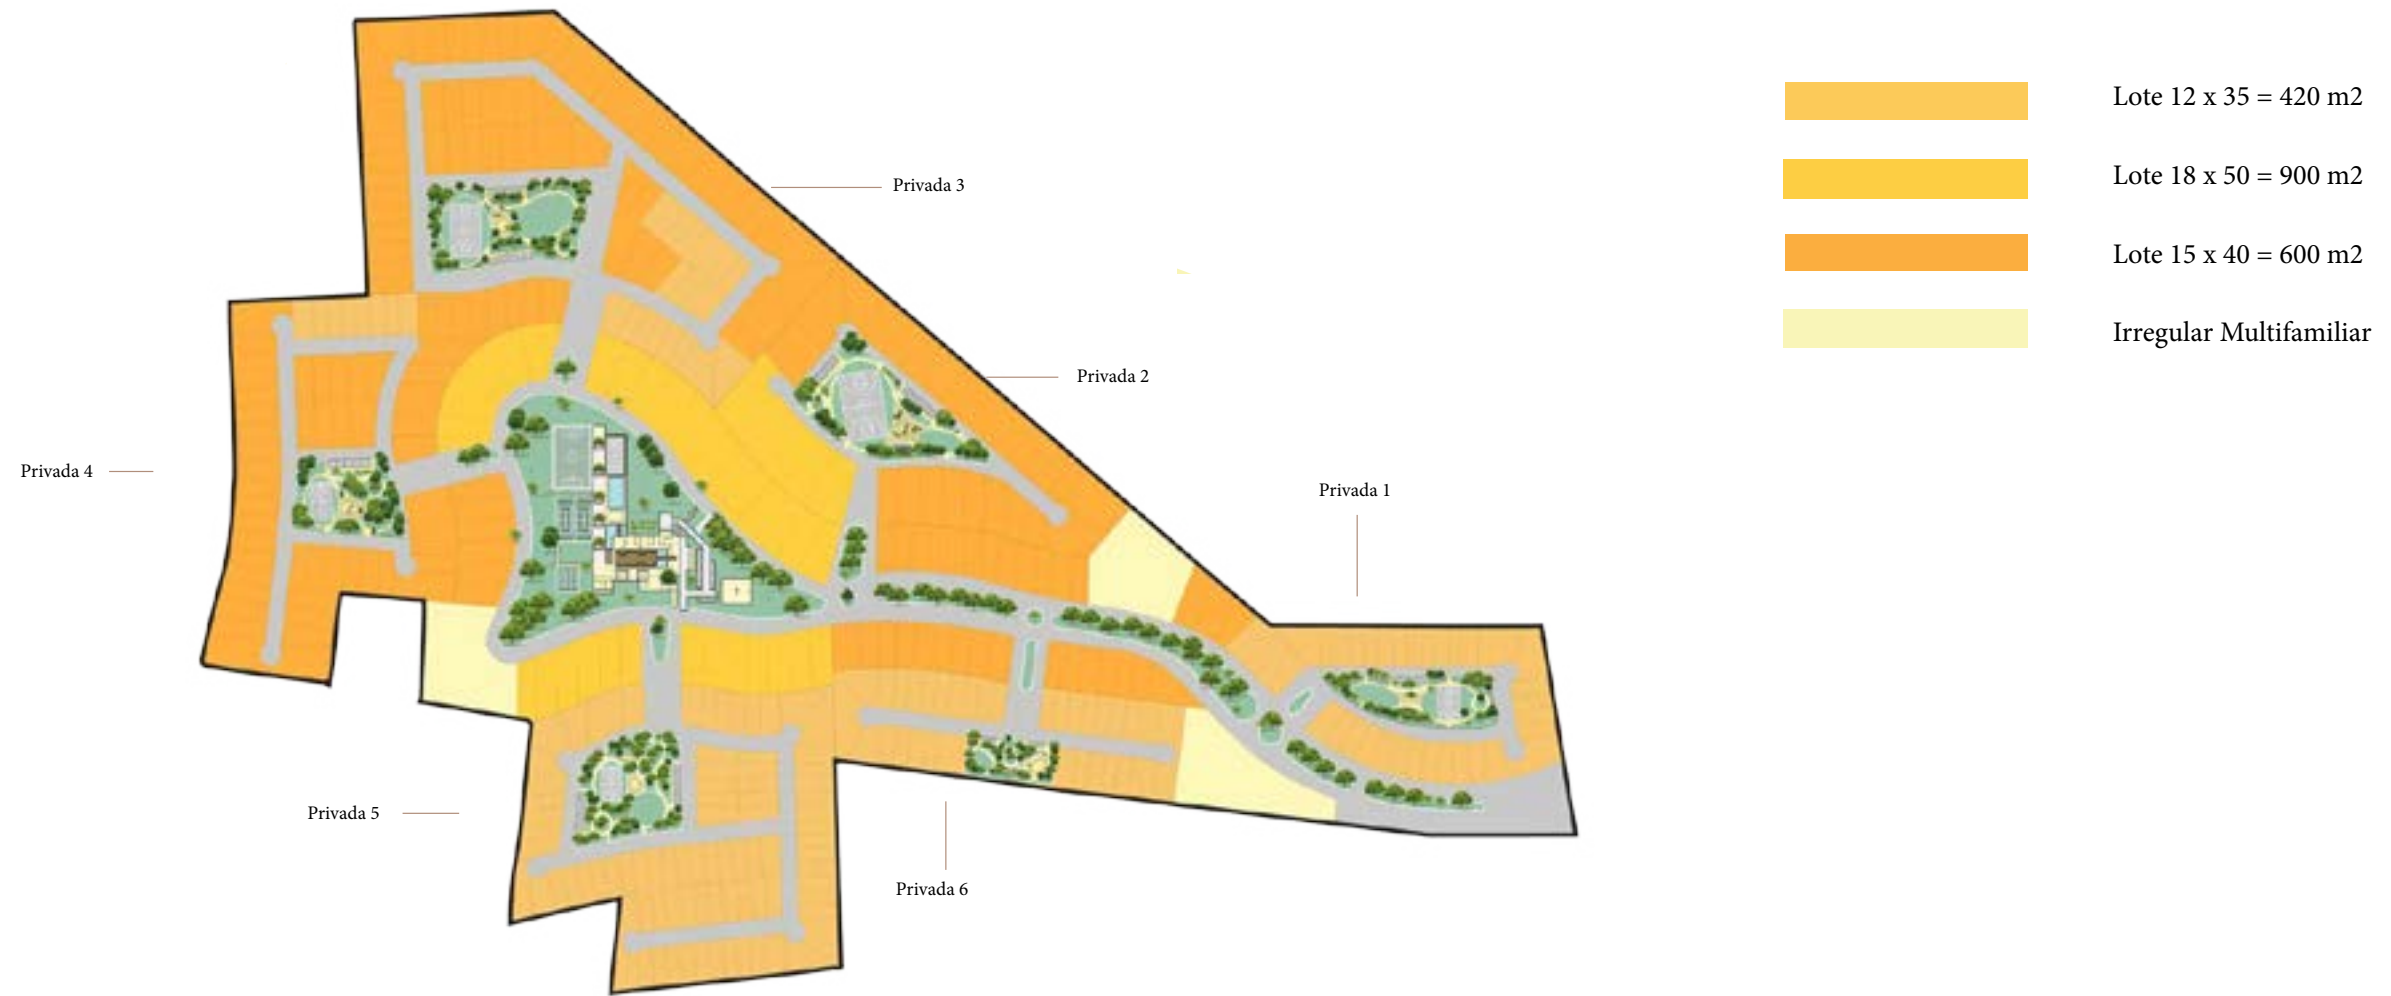 Lote 12 x 35 = 420 m2
Lote 18 x 50 = 900 m2
Privada 3
Lote 15 x 40 = 600 m2
Irregular Multifamiliar
Privada 2
Privada 4
Privada 1
Privada 5
Privada 6